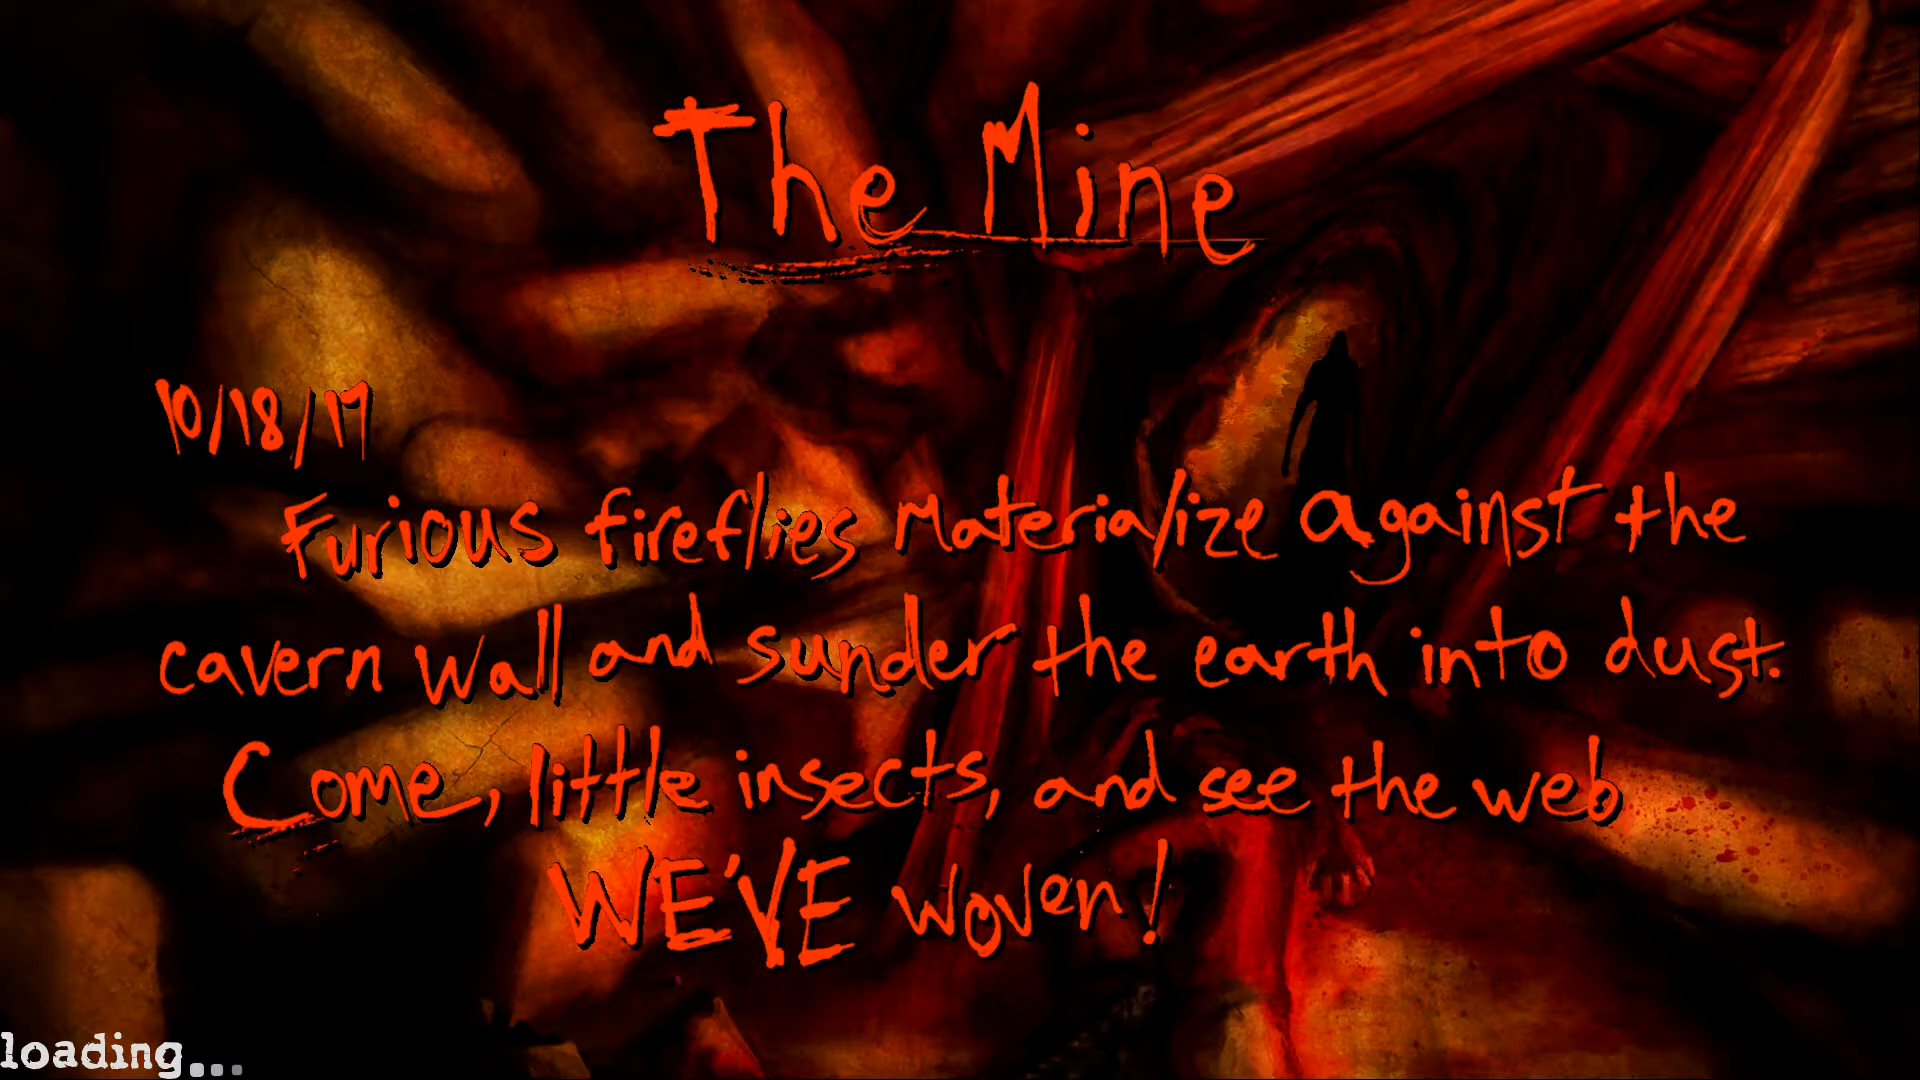 The Mine
10/18/17
Furious fireflies materialize against the
cavern wall and sunder the earth into dust.
Come, little insects, and see the web
WE'VE woven!
loading...